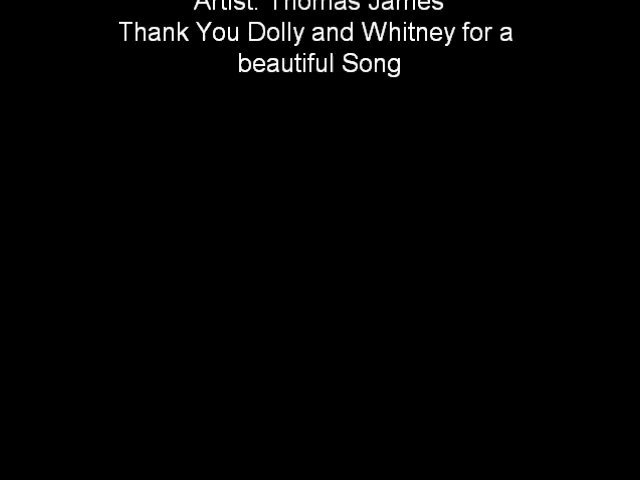 Artist: Thomas James
Thank You Dolly and Whitney for a
beautiful Song